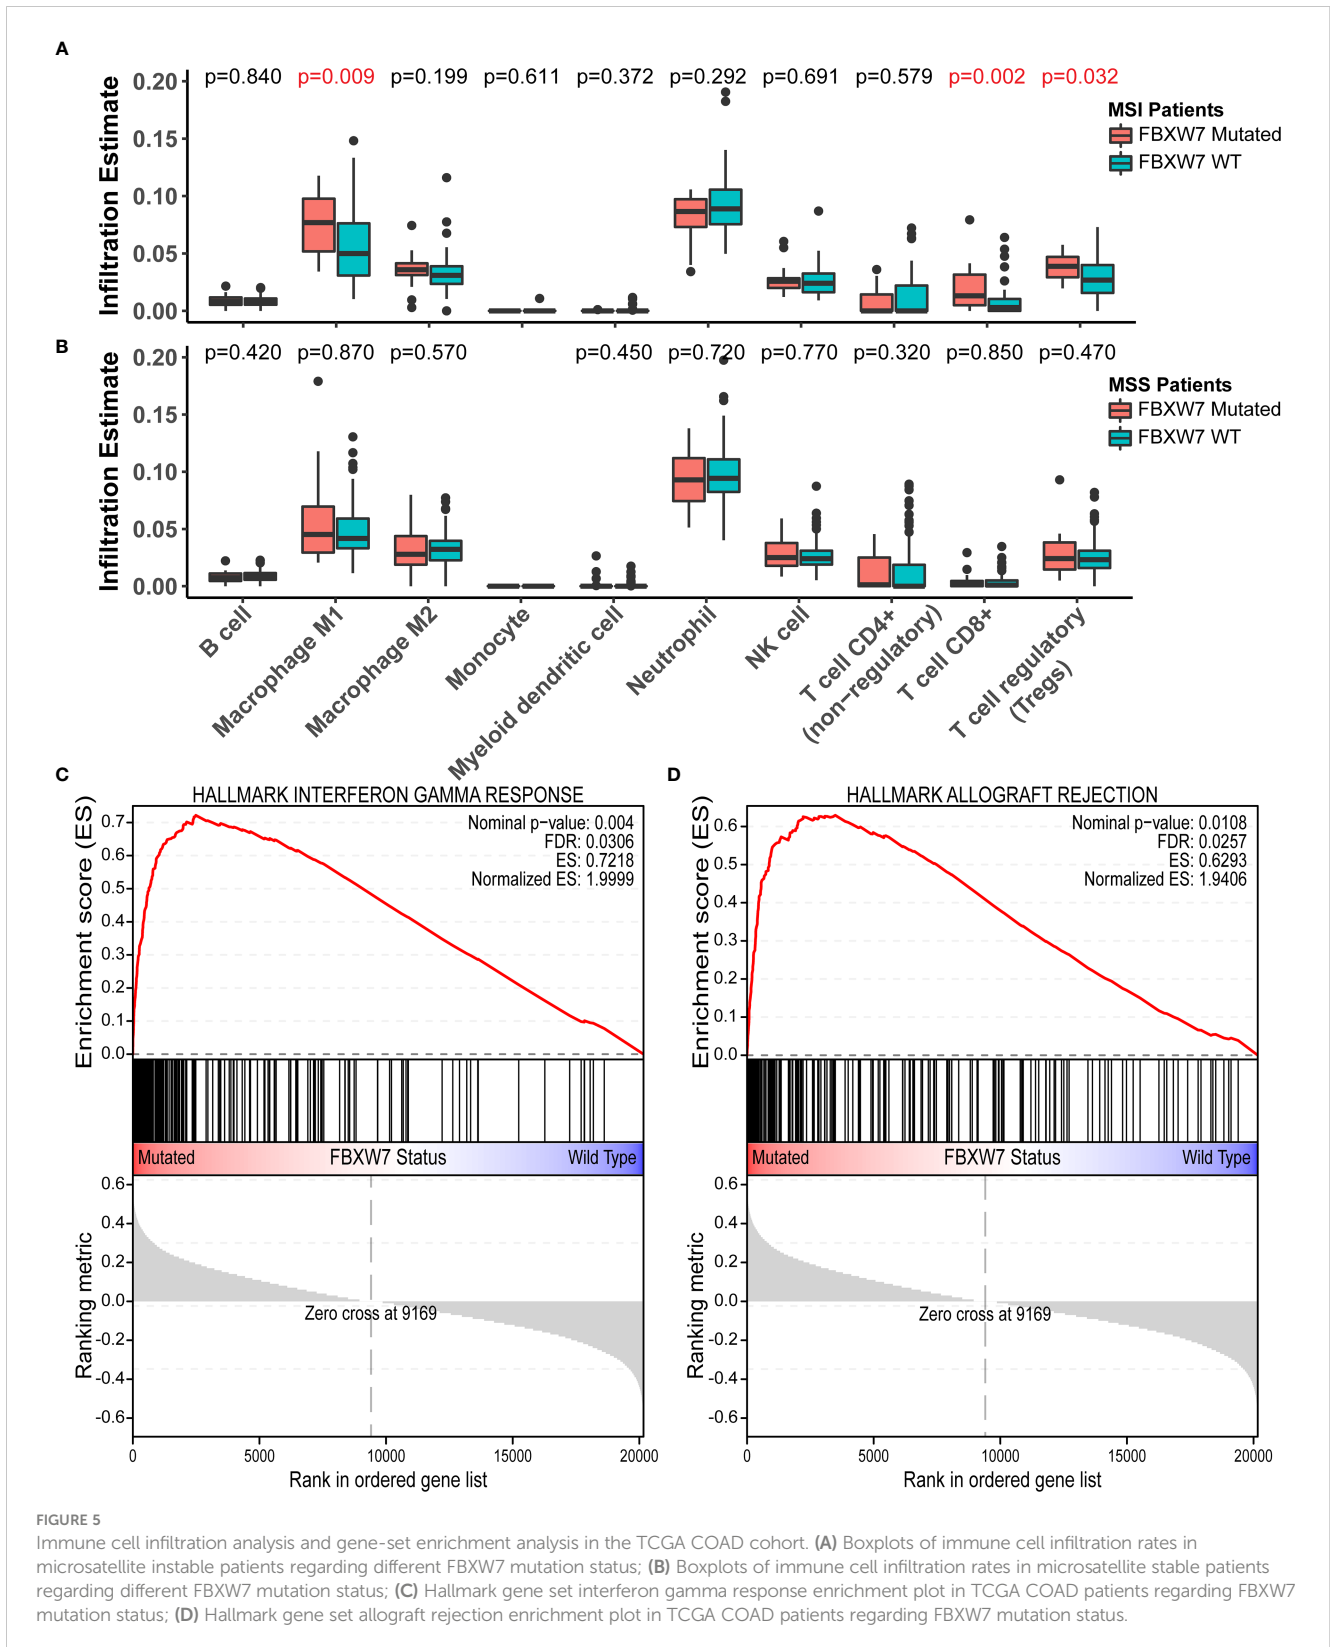 A
p=0.840 p=0.009 p=0.199 p=0.611 p=0.372 p=0.292 p=0.691 p=0.579 p=0.002 p=0.032
Infiltration Estimate
0.20
0.15
0.10
0.05
0.00
MSI Patients
FBXW7 Mutated
FBXW7 WT
B
p=0.420 p=0.870 p=0.570 p=0.450 p=0.720 p=0.770 p=0.320 p=0.850 p=0.470
Infiltration Estimate
0.20
0.15
0.10
0.05
0.00
MSS Patients
FBXW7 Mutated
FBXW7 WT
B cell
Macrophage M1
Macrophage M2
Monocyte
Myeloid dendritic cell
Neutrophil
NK cell
T cell CD4+
(non−regulatory)
T cell CD8+
T cell regulatory
(Tregs)
C
HALLMARK INTERFERON GAMMA RESPONSE
Enrichment score (ES)
0.7
0.6
0.5
0.4
0.3
0.2
0.1
0.0
Nominal p−value: 0.004
FDR: 0.0306
ES: 0.7218
Normalized ES: 1.9999
Mutated FBXW7 Status Wild Type
Ranking metric
0.6
0.4
0.2
0.0
-0.2
-0.4
-0.6
Zero cross at 9169
0 5000 10000 15000 20000
Rank in ordered gene list
D
HALLMARK ALLOGRAFT REJECTION
Enrichment score (ES)
0.6
0.5
0.4
0.3
0.2
0.1
0.0
Nominal p−value: 0.0108
FDR: 0.0257
ES: 0.6293
Normalized ES: 1.9406
Mutated FBXW7 Status Wild Type
Ranking metric
0.6
0.4
0.2
0.0
-0.2
-0.4
-0.6
Zero cross at 9169
0 5000 10000 15000 20000
Rank in ordered gene list
FIGURE 5
Immune cell infiltration analysis and gene-set enrichment analysis in the TCGA COAD cohort. (A) Boxplots of immune cell infiltration rates in
microsatellite instable patients regarding different FBXW7 mutation status; (B) Boxplots of immune cell infiltration rates in microsatellite stable patients
regarding different FBXW7 mutation status; (C) Hallmark gene set interferon gamma response enrichment plot in TCGA COAD patients regarding FBXW7
mutation status; (D) Hallmark gene set allograft rejection enrichment plot in TCGA COAD patients regarding FBXW7 mutation status.